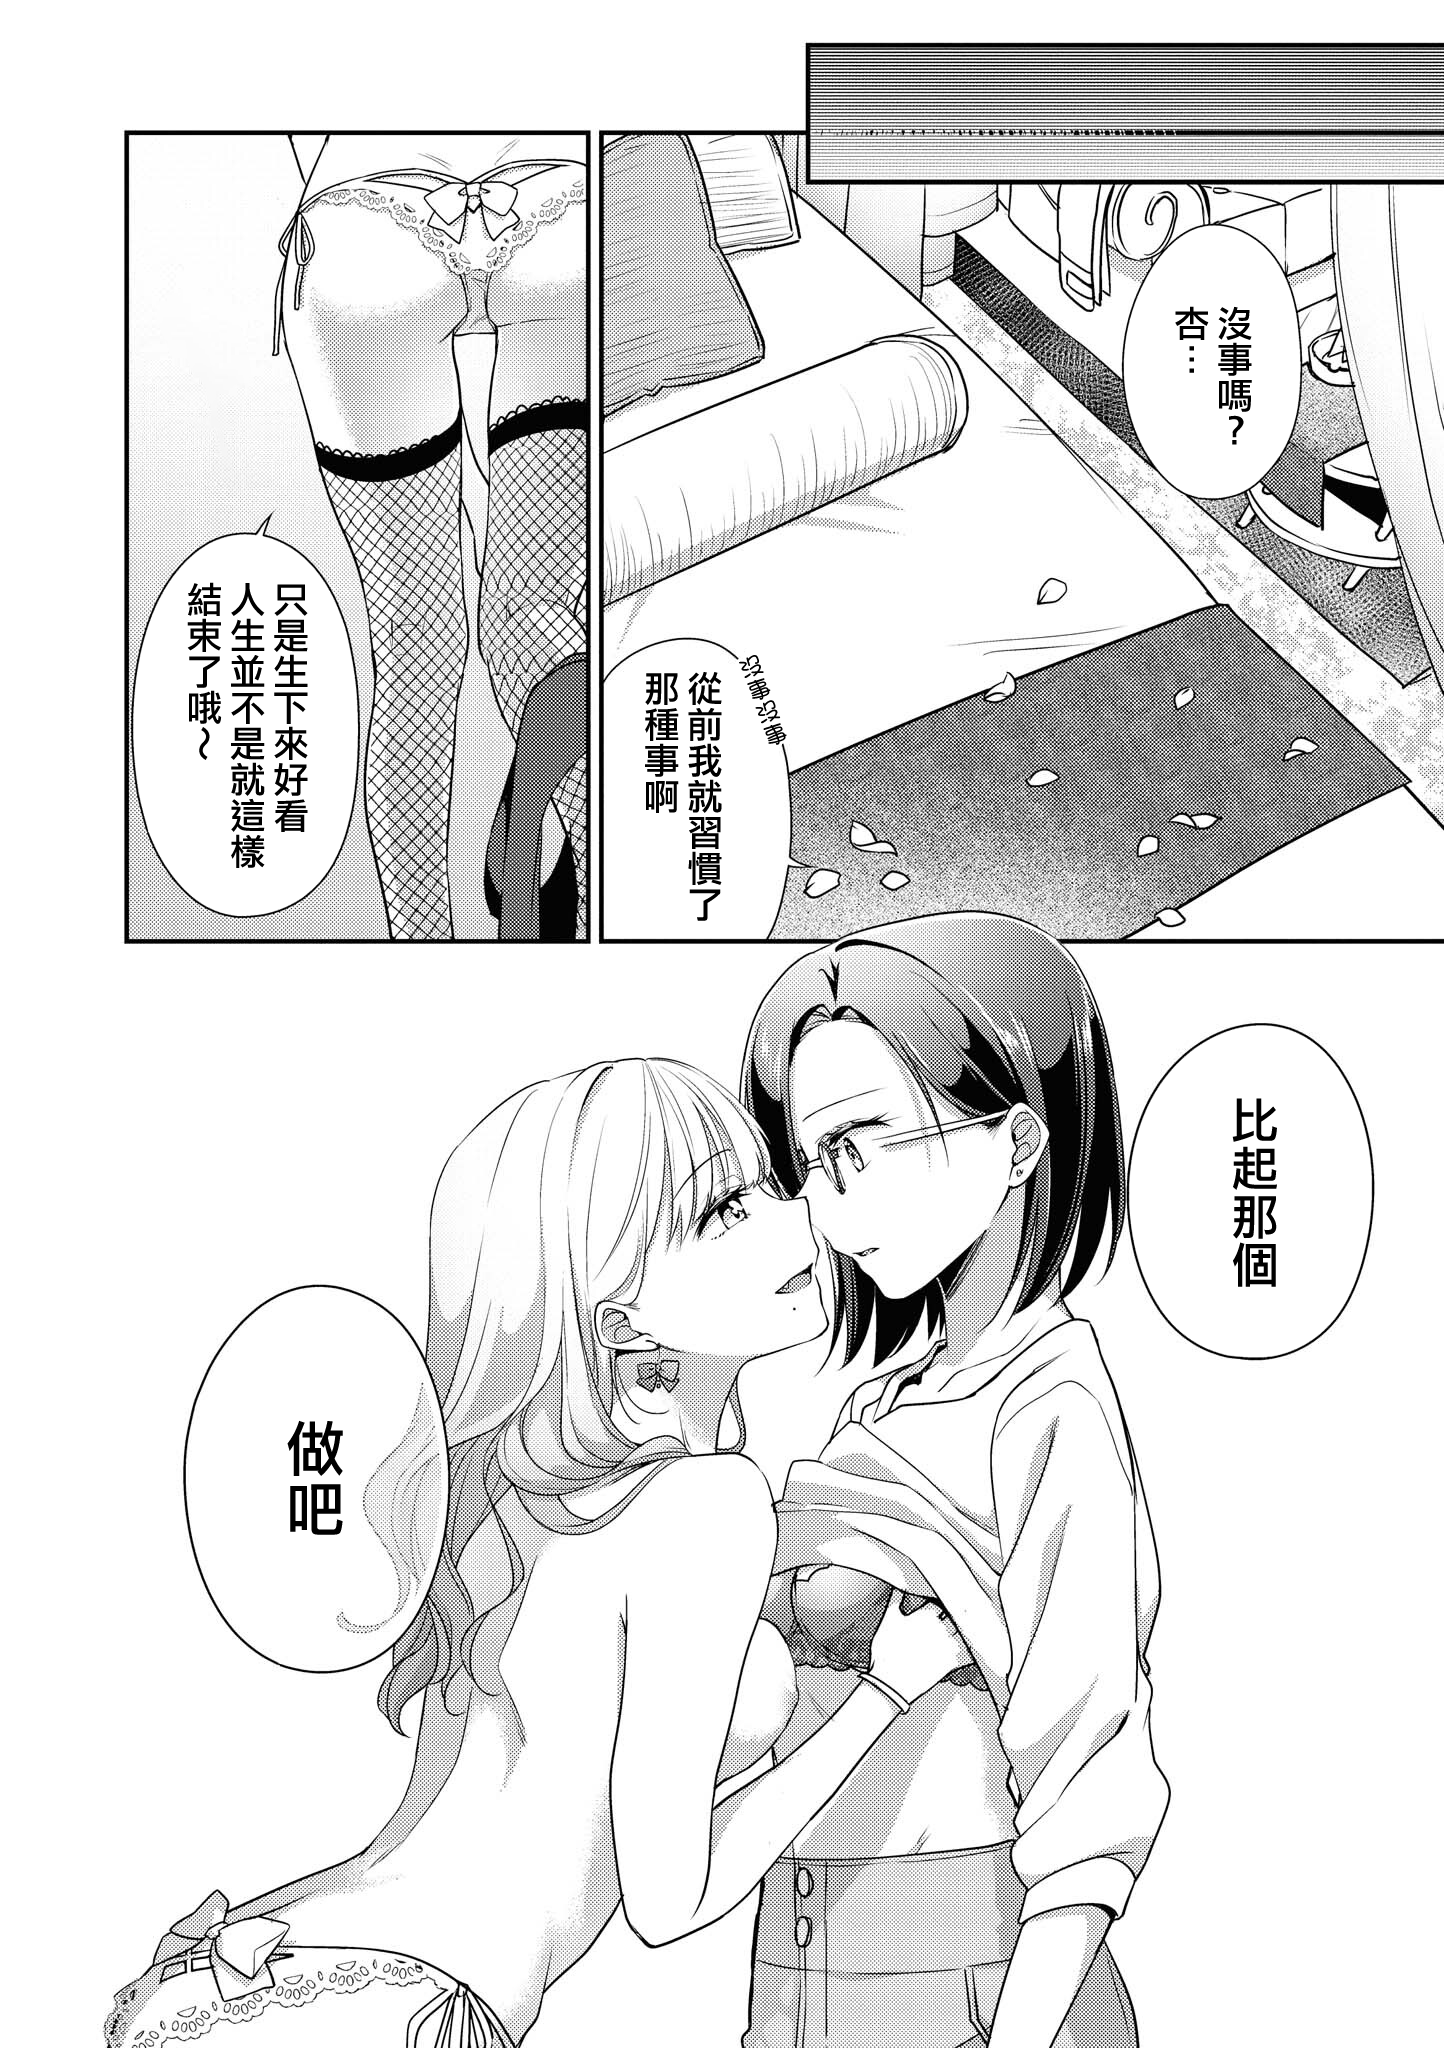 沒事嗎?
杏…
沒事沒事
從前我就習慣了
那種事啊
只是生下來好看
人生並不是就這樣
結束了哦~
比起那個
做吧